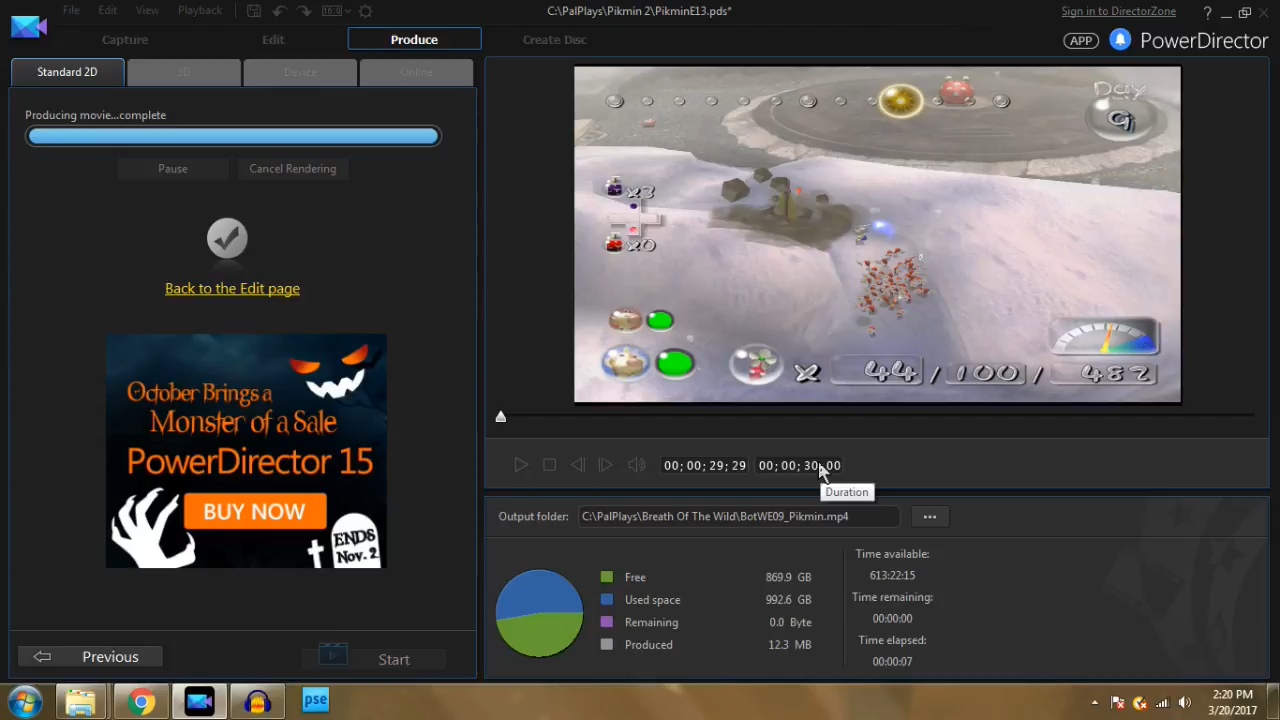 File Edit View Playback 16:9 C:\PalPlays\Pikmin 2\PikminE13.pds* Sign in to DirectorZone ?
Capture Edit Produce Create Disc APP PowerDirector
Standard 2D 3D Device Online
Producing movie...complete
Pause Cancel Rendering
Back to the Edit page
October Brings a
Monster of a Sale
PowerDirector 15
BUY NOW
ENDS
Nov. 2
Previous Start
DAY
9
x3
x0
x 44 / 100 / 482
00; 00; 29; 29 00; 00; 30; 00
Duration
Output folder: C:\PalPlays\Breath Of The Wild\BotWE09_Pikmin.mp4 ...
Free 869.9 GB
Used space 992.6 GB
Remaining 0.0 Byte
Produced 12.3 MB
Time available:
613:22:15
Time remaining:
00:00:00
Time elapsed:
00:00:07
pse
2:20 PM
3/20/2017